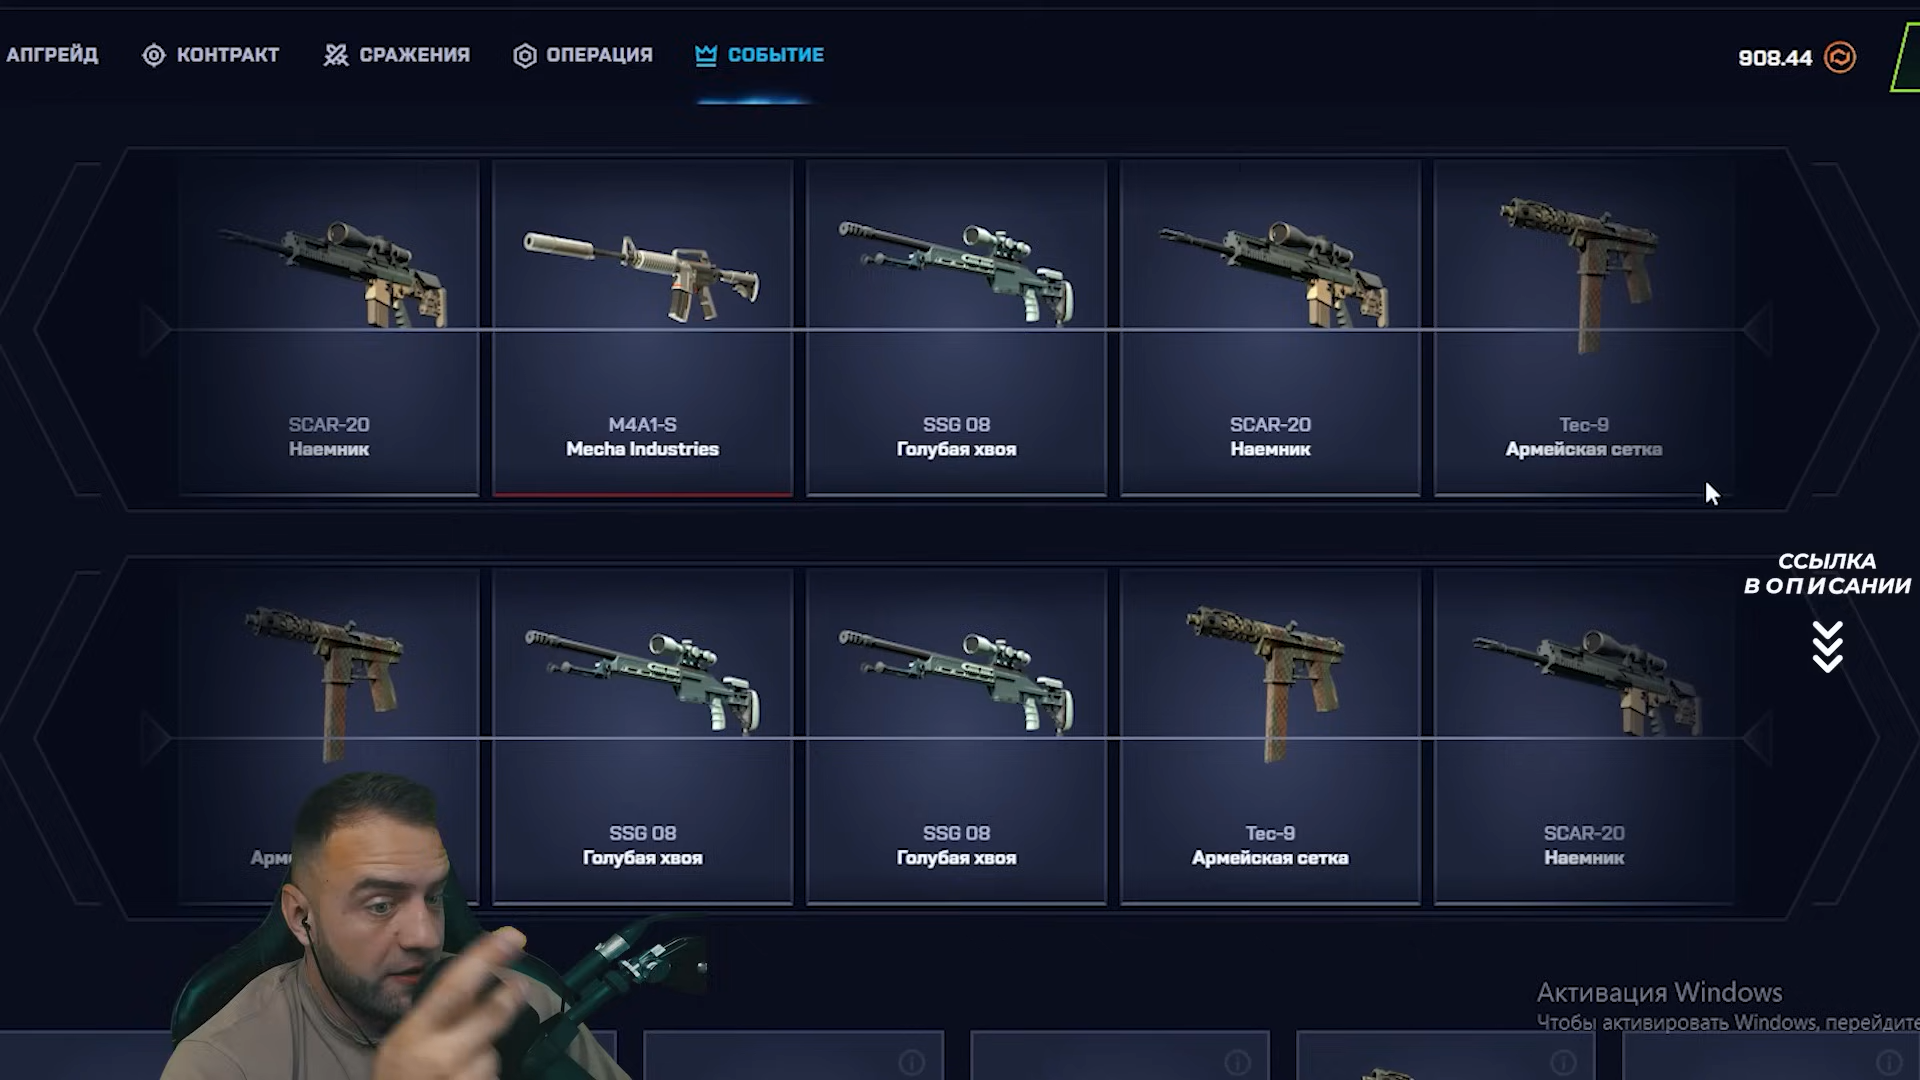 АПГРЕЙД
КОНТРАКТ
СРАЖЕНИЯ
ОПЕРАЦИЯ
СОБЫТИЕ
908.44
SCAR-20
Наемник
M4A1-S
Mecha Industries
SSG 08
Голубая хвоя
SCAR-20
Наемник
Tec-9
Армейская сетка
ССЫЛКА
В ОПИСАНИИ
Арме
SSG 08
Голубая хвоя
SSG 08
Голубая хвоя
Tec-9
Армейская сетка
SCAR-20
Наемник
Активация Windows
Чтобы активировать Windows, перейдите